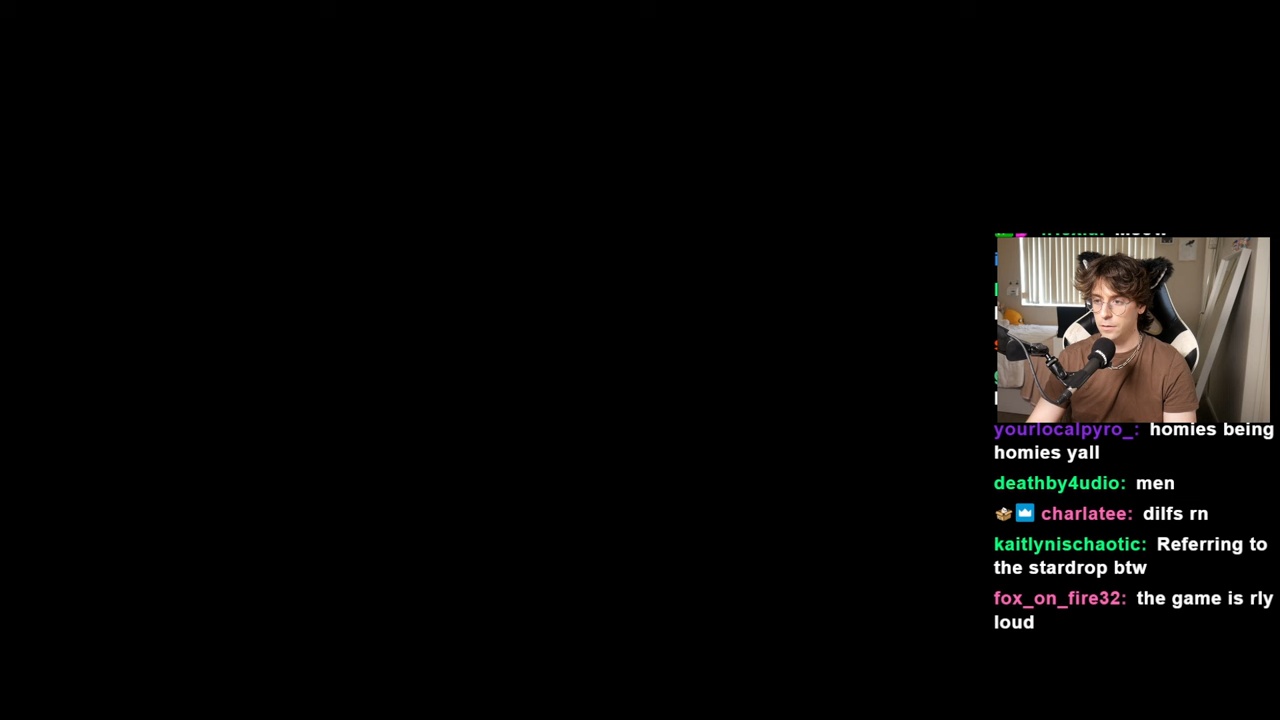 yourlocalpyro_: homies being
homies yall
deathby4udio: men
charlatee: dilfs rn
kaitlynischaotic: Referring to
the stardrop btw
fox_on_fire32: the game is rly
loud